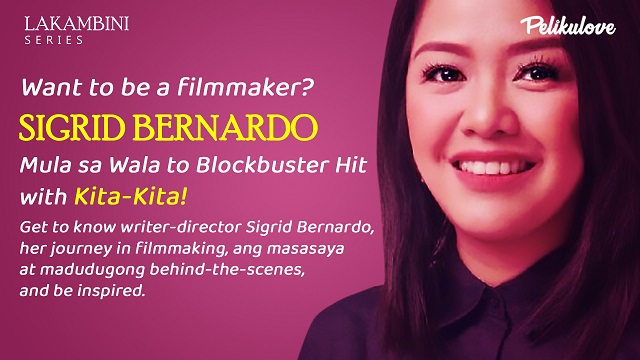 LAKAMBINI
SERIES
Pelikulove
Want to be a filmmaker?
SIGRID BERNARDO
Mula sa Wala to Blockbuster Hit
with Kita-Kita!
Get to know writer-director Sigrid Bernardo,
her journey in filmmaking, ang masasaya
at madudugong behind-the-scenes,
and be inspired.